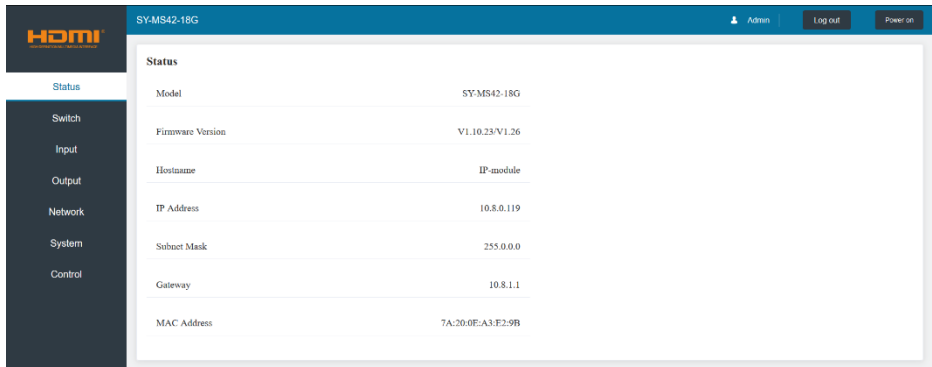 HDMI
SY-MS42-18G
Admin
Log out
Power on
Status
Switch
Input
Output
Network
System
Control
Status
Model SY-MS42-18G
Firmware Version V1.10.23/V1.26
Hostname IP-module
IP Address 10.8.0.119
Subnet Mask 255.0.0.0
Gateway 10.8.1.1
MAC Address 7A:20:0E:A3:E2:9B